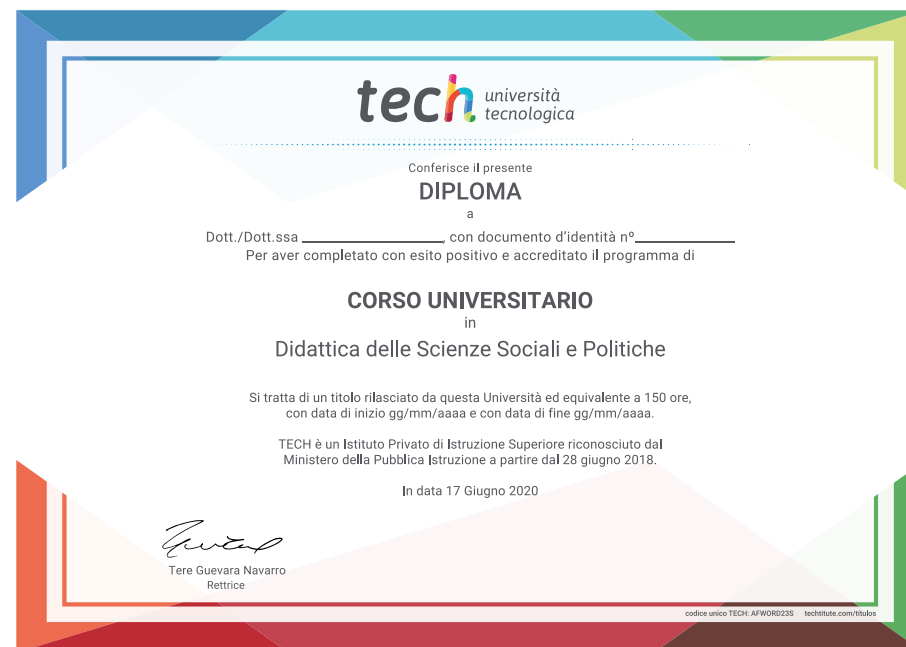 tech università
tecnologica
Conferisce il presente
DIPLOMA
a
Dott./Dott.ssa ____________________, con documento d'identità nº______________
Per aver completato con esito positivo e accreditato il programma di
CORSO UNIVERSITARIO
in
Didattica delle Scienze Sociali e Politiche
Si tratta di un titolo rilasciato da questa Università ed equivalente a 150 ore,
con data di inizio gg/mm/aaaa e con data di fine gg/mm/aaaa.
TECH è un Istituto Privato di Istruzione Superiore riconosciuto dal
Ministero della Pubblica Istruzione a partire dal 28 giugno 2018.
In data 17 Giugno 2020
Tere Guevara Navarro
Rettrice
codice unico TECH: AFWORD23S techtitute.com/títulos